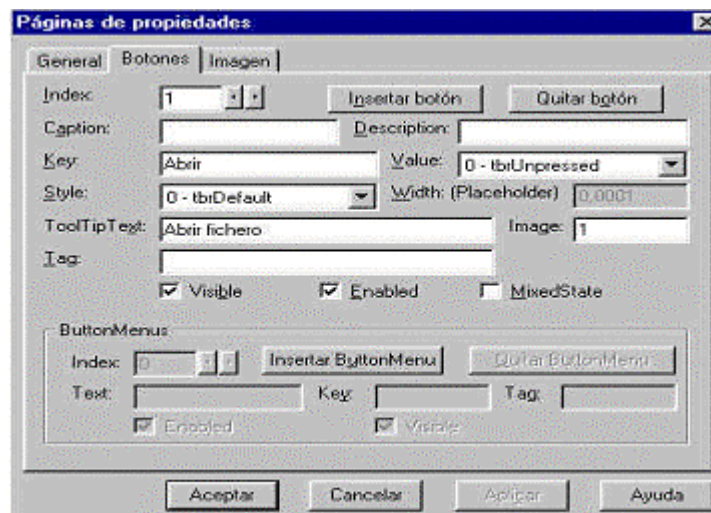 Páginas de propiedades
General Botones Imagen
Index: 1 Insertar botón Quitar botón
Caption: Description:
Key: Abrir Value: 0 - tbrUnpressed
Style: 0 - tbrDefault Width: (Placeholder) 0,0001
ToolTipText: Abrir fichero Image: 1
Tag:
Visible Enabled MixedState
ButtonMenus
Index: 0 Insertar ButtonMenu Quitar ButtonMenu
Text: Key: Tag:
Enabled Visible
Aceptar Cancelar Aplicar Ayuda